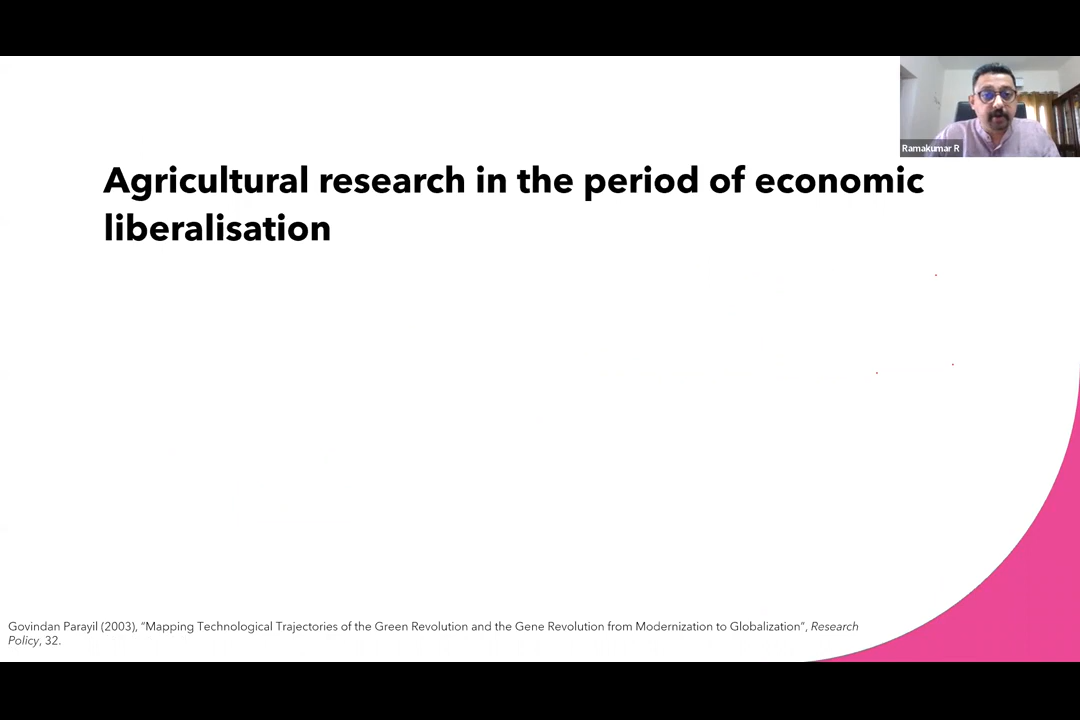 Ramakumar R
Agricultural research in the period of economic
liberalisation
Govindan Parayil (2003), “Mapping Technological Trajectories of the Green Revolution and the Gene Revolution from Modernization to Globalization”, Research
Policy, 32.